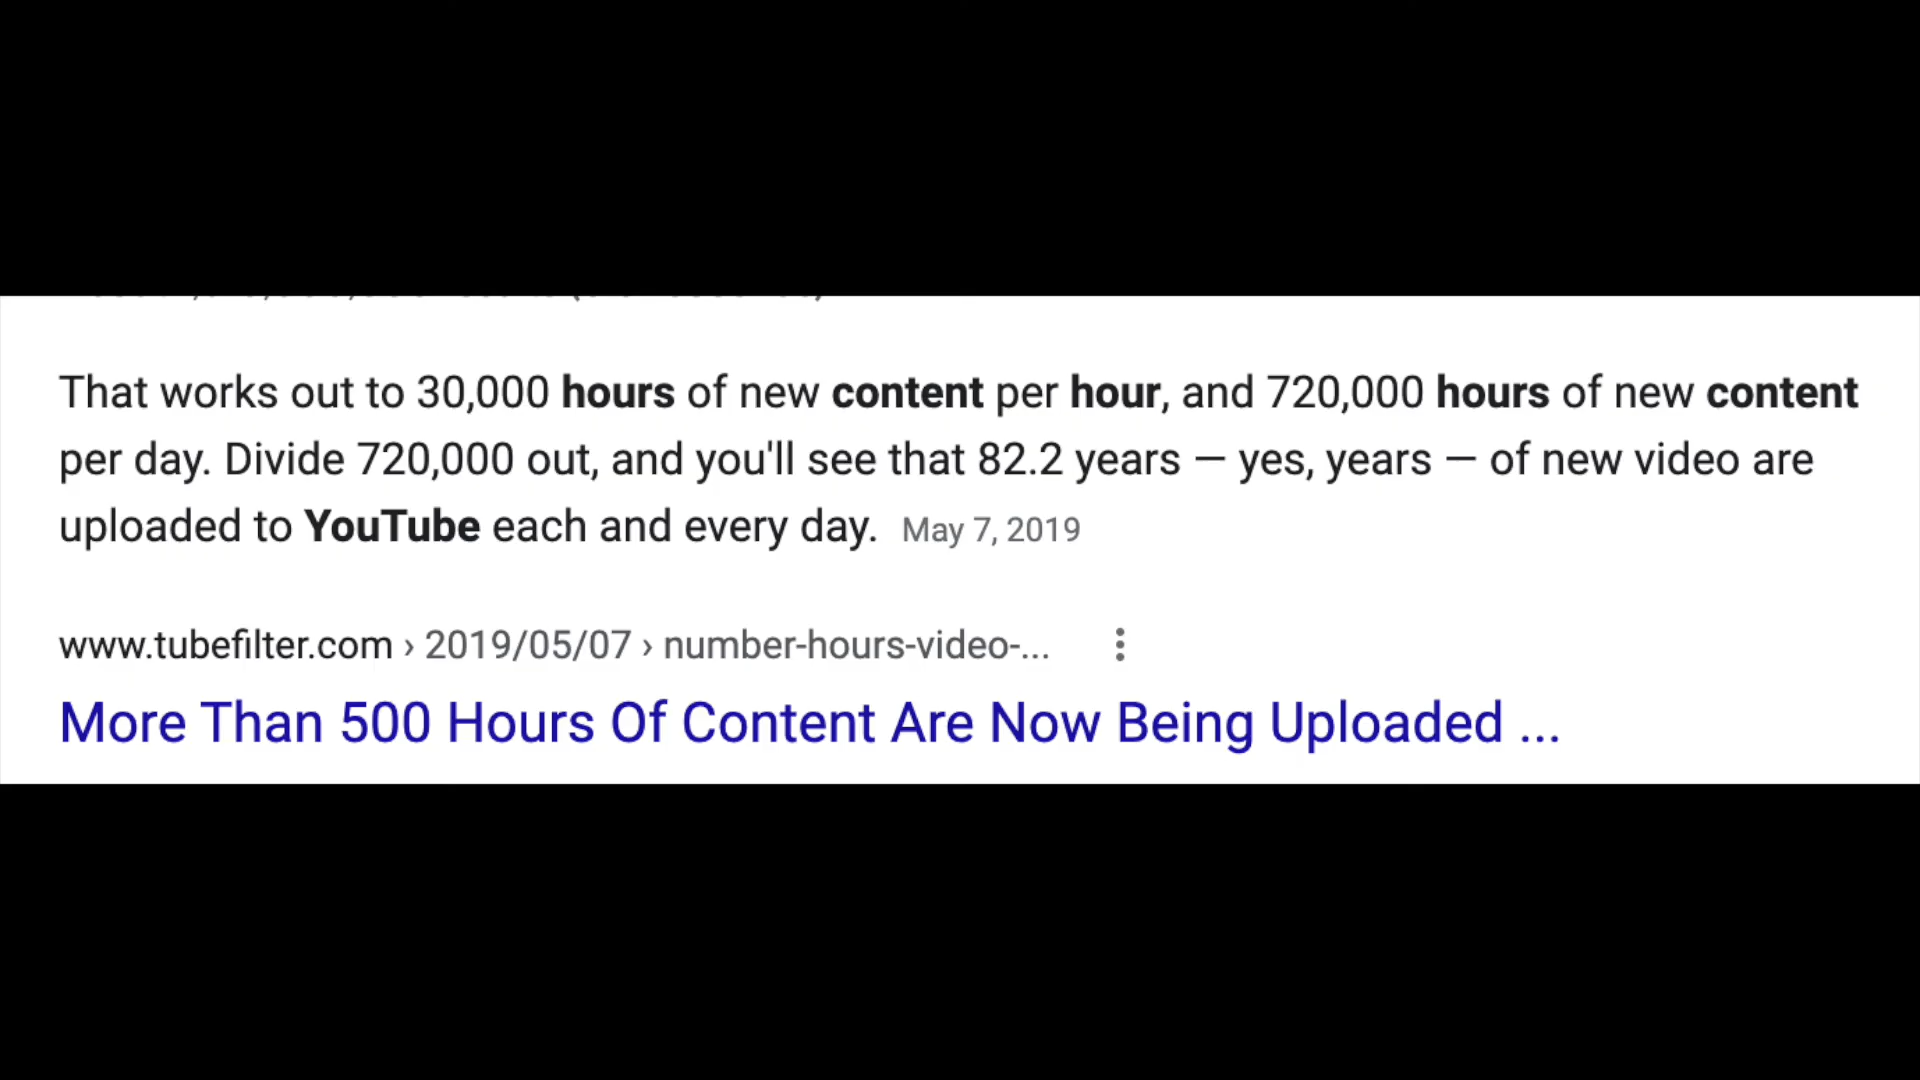 That works out to 30,000 hours of new content per hour, and 720,000 hours of new content
per day. Divide 720,000 out, and you'll see that 82.2 years — yes, years — of new video are
uploaded to YouTube each and every day. May 7, 2019
www.tubefilter.com › 2019/05/07 › number-hours-video-...
More Than 500 Hours Of Content Are Now Being Uploaded ...